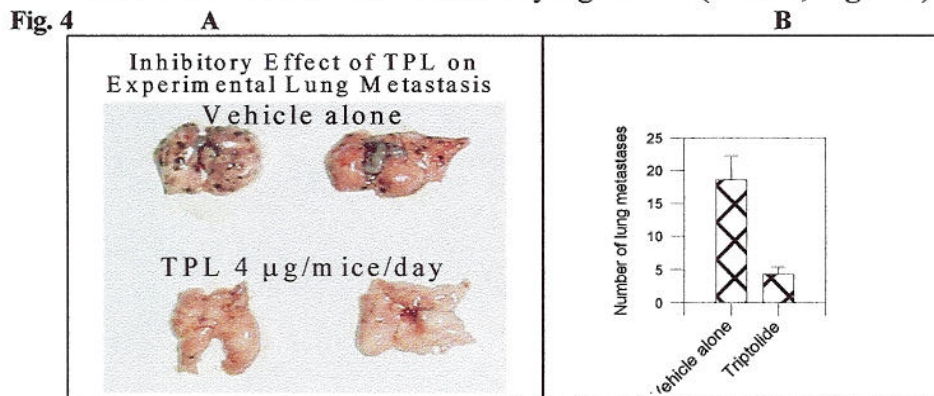 Fig. 4 A B
Inhibitory Effect of TPL on
Experimental Lung Metastasis
Vehicle alone
TPL 4 μg/mice/day
Number of lung metastases
25
20
15
10
5
0
Vehicle alone
Triptolide